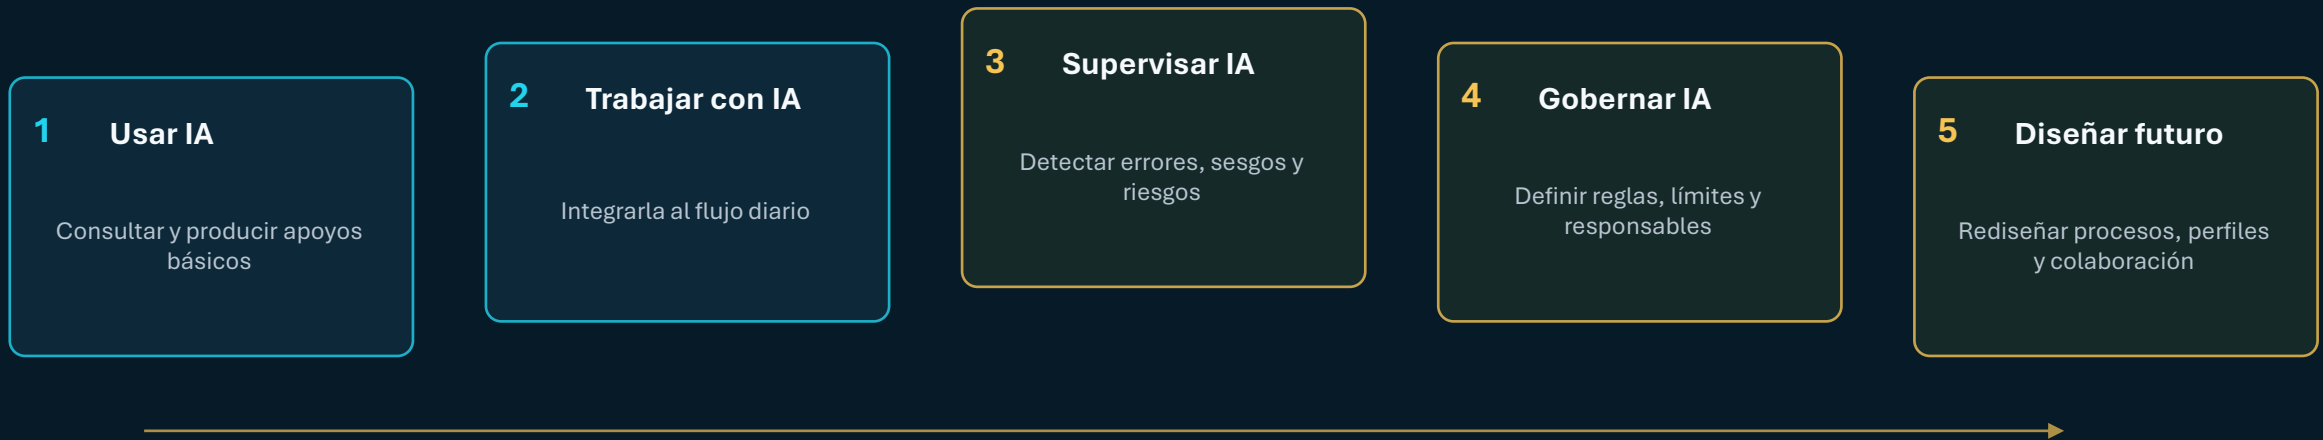 1 Usar IA
Consultar y producir apoyos
básicos
2 Trabajar con IA
Integrarla al flujo diario
3 Supervisar IA
Detectar errores, sesgos y
riesgos
4 Gobernar IA
Definir reglas, límites y
responsables
5 Diseñar futuro
Rediseñar procesos, perfiles
y colaboración